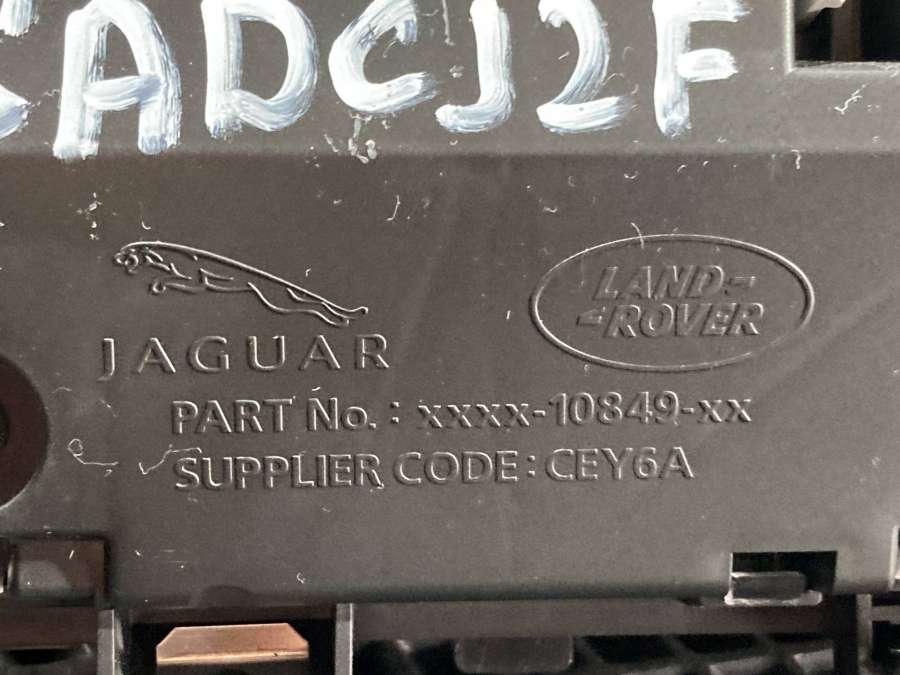 ADCJ2F
JAGUAR
LAND-
-ROVER
PART No.: xxxx-10849-xx
SUPPLIER CODE: CEY6A